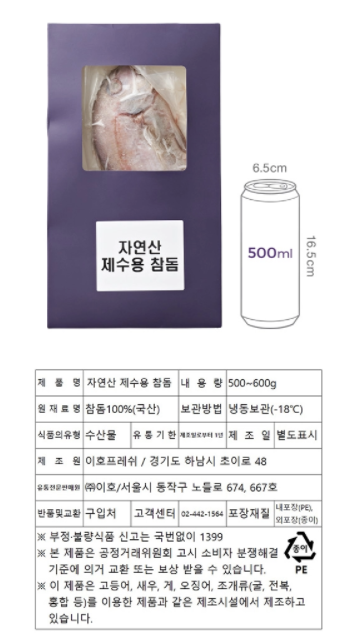 자연산
제수용 참돔
6.5cm
500ml
16.5cm
제 품 명 자연산 제수용 참돔 내 용 량 500~600g
원 재 료 명 참돔100%(국산) 보관방법 냉동보관(-18℃)
식품의유형 수산물 유 통 기 한 제조일로부터 1년 제 조 일 별도표시
제 조 원 이호프레쉬 / 경기도 하남시 초이로 48
유통전문판매원 ㈜이호/서울시 동작구 노들로 674, 667호
반품및교환 구입처 고객센터 02-442-1564 포장재질 내포장(PE),
외포장(종이)
※ 부정·불량식품 신고는 국번없이 1399
※ 본 제품은 공정거래위원회 고시 소비자 분쟁해결
기준에 의거 교환 또는 보상 받을 수 있습니다.
종이
PE
※ 이 제품은 고등어, 새우, 게, 오징어, 조개류(굴, 전복,
홍합 등)를 이용한 제품과 같은 제조시설에서 제조하고
있습니다.